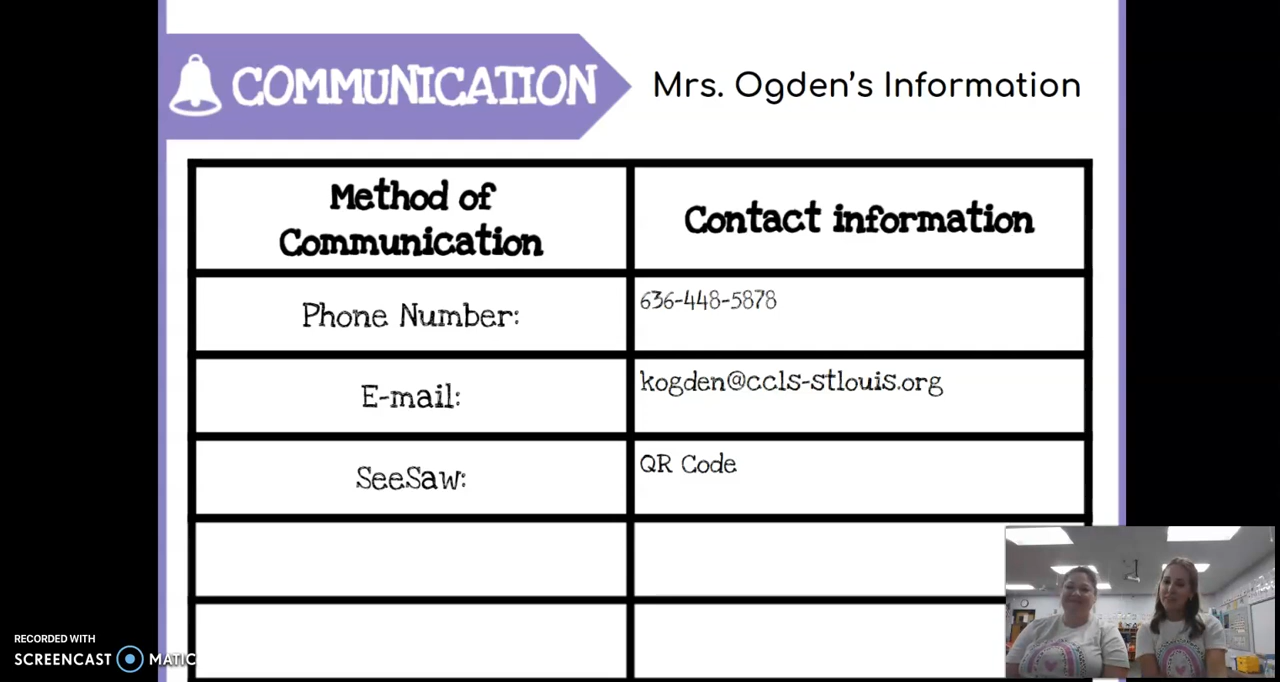 COMMUNICATION
Mrs. Ogden's Information
Method of
Communication
Contact information
Phone Number:
636-448-5878
E-mail:
kogden@ccls-stlouis.org
SeeSaw:
QR Code
RECORDED WITH
SCREENCAST MATIC